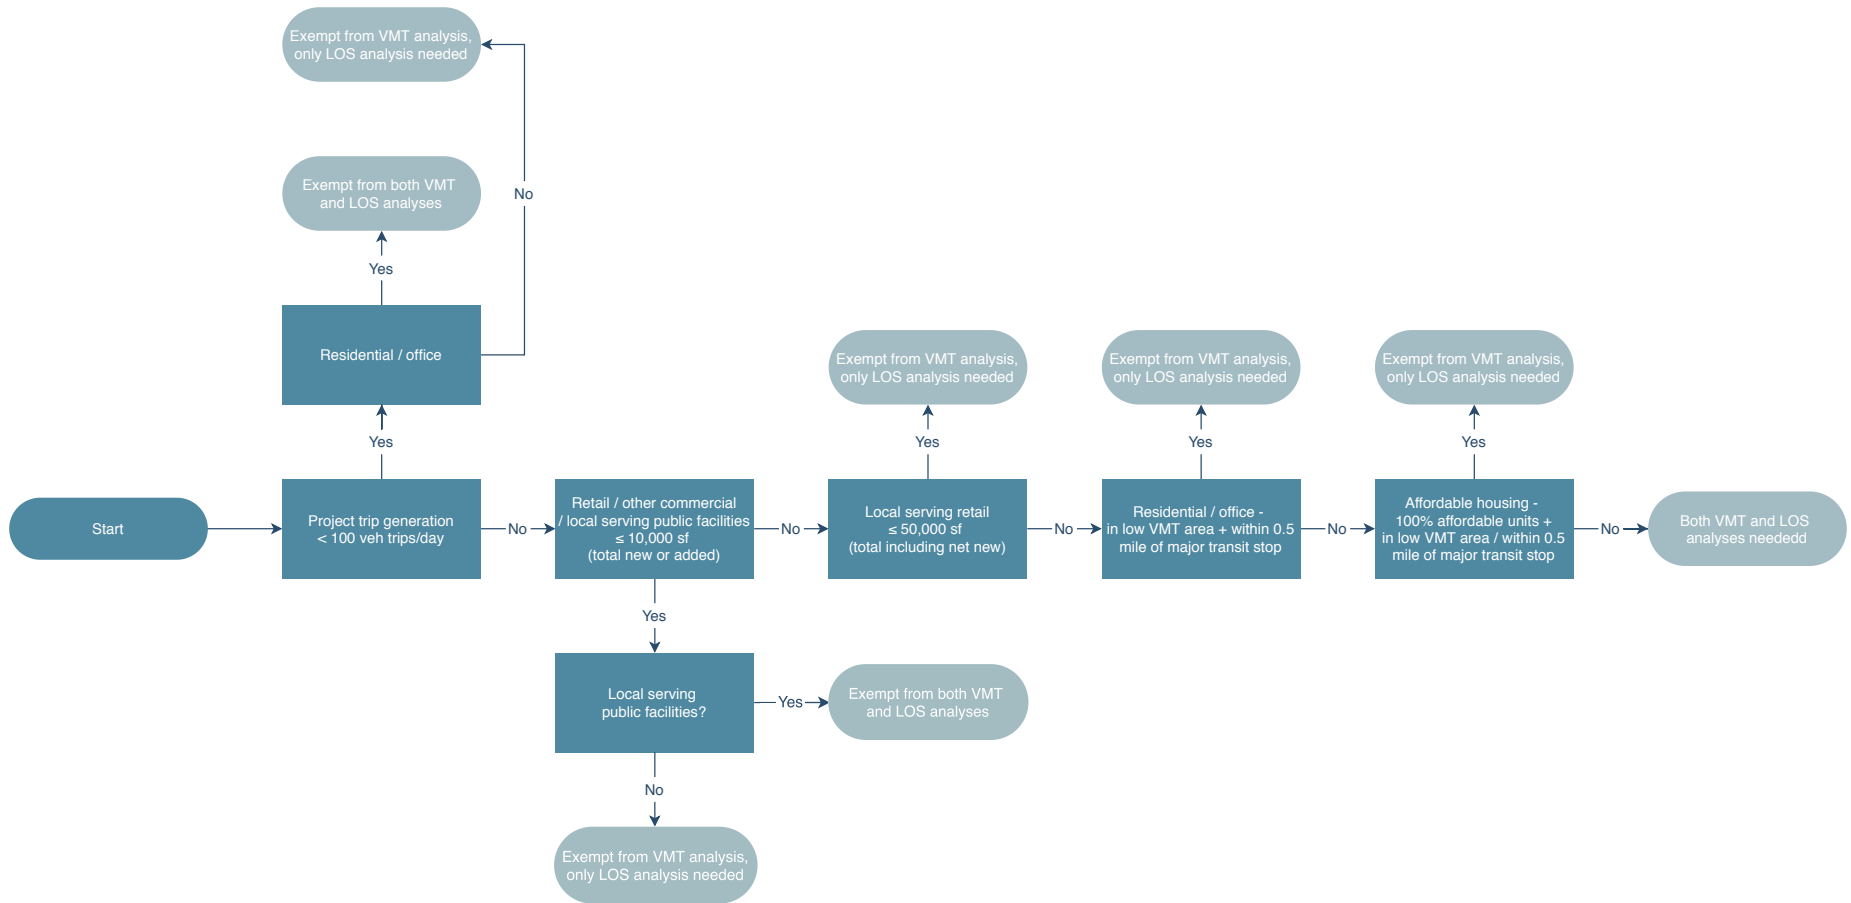 Exempt from VMT analysis,
only LOS analysis needed
No
Exempt from both VMT
and LOS analyses
Yes
Residential / office
Yes
Start
Project trip generation
< 100 veh trips/day
No
Retail / other commercial
/ local serving public facilities
≤ 10,000 sf
(total new or added)
No
Exempt from VMT analysis,
only LOS analysis needed
Yes
Local serving retail
≤ 50,000 sf
(total including net new)
No
Exempt from VMT analysis,
only LOS analysis needed
Yes
Residential / office -
in low VMT area + within 0.5
mile of major transit stop
No
Exempt from VMT analysis,
only LOS analysis needed
Yes
Affordable housing -
100% affordable units +
in low VMT area / within 0.5
mile of major transit stop
No
Both VMT and LOS
analyses neededd
Yes
Local serving
public facilities?
Yes
Exempt from both VMT
and LOS analyses
No
Exempt from VMT analysis,
only LOS analysis needed